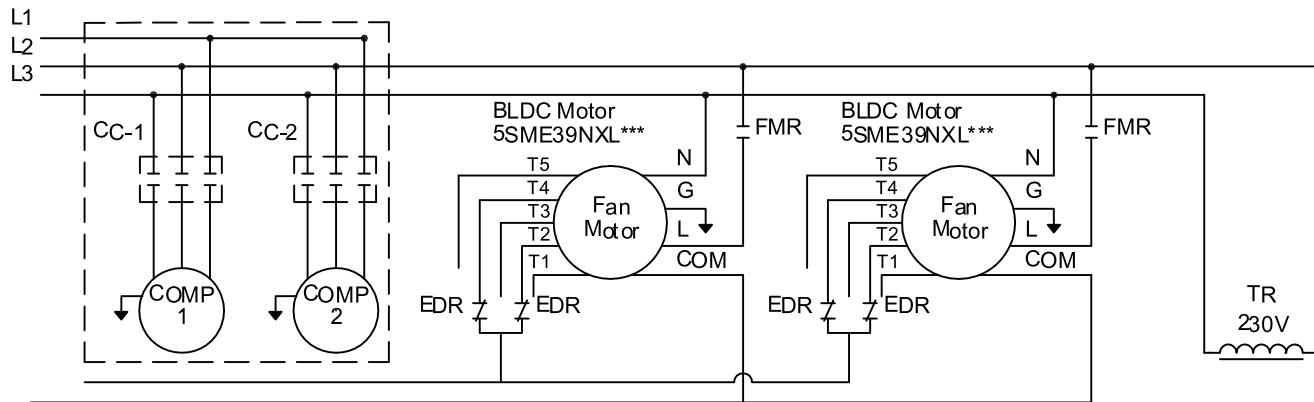 L1
L2
L3
CC-1
CC-2
COMP
1
COMP
2
BLDC Motor
5SME39NXL***
T5
T4
T3
T2
T1
Fan
Motor
N
G
L
COM
FMR
EDR
EDR
BLDC Motor
5SME39NXL***
T5
T4
T3
T2
T1
Fan
Motor
N
G
L
COM
FMR
EDR
EDR
TR
230V